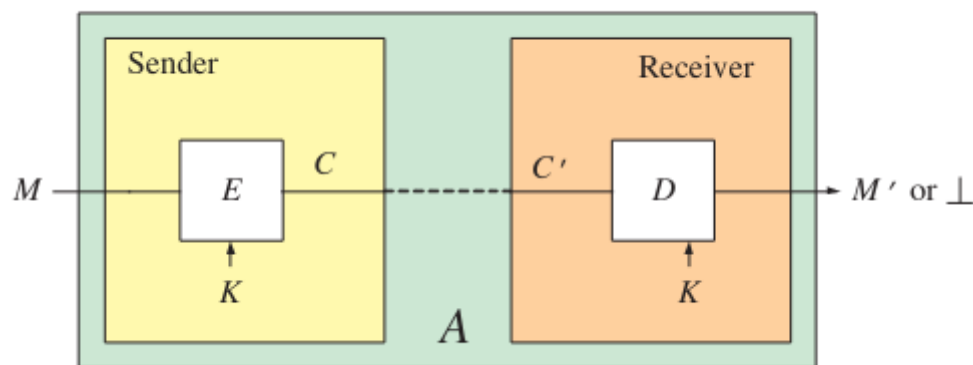 Sender
Receiver
M
E
C
C'
D
M' or ⊥
K
K
A